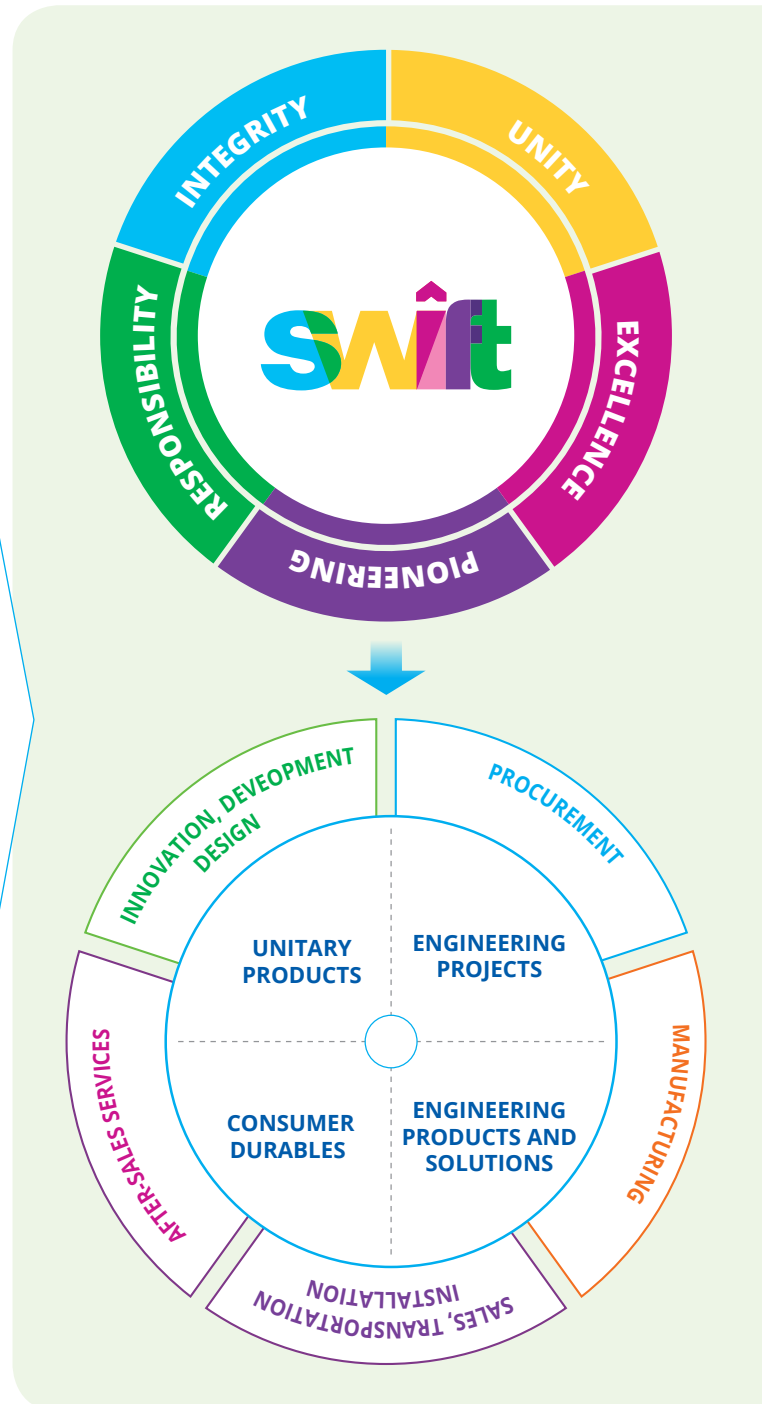 INTEGRITY
UNITY
EXCELLENCE
PIONEERING
RESPONSIBILITY
swift
INNOVATION, DEVEOPMENT
DESIGN
PROCUREMENT
MANUFACTURING
SALES, TRANSPORTATION
INSTALLATION
AFTER-SALES SERVICES
UNITARY
PRODUCTS
ENGINEERING
PROJECTS
CONSUMER
DURABLES
ENGINEERING
PRODUCTS AND
SOLUTIONS